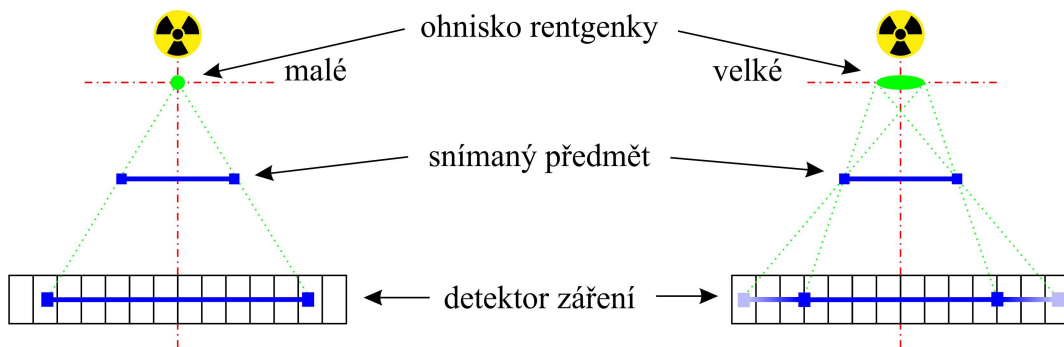 ohnisko rentgenky
malé
velké
snímaný předmět
detektor záření